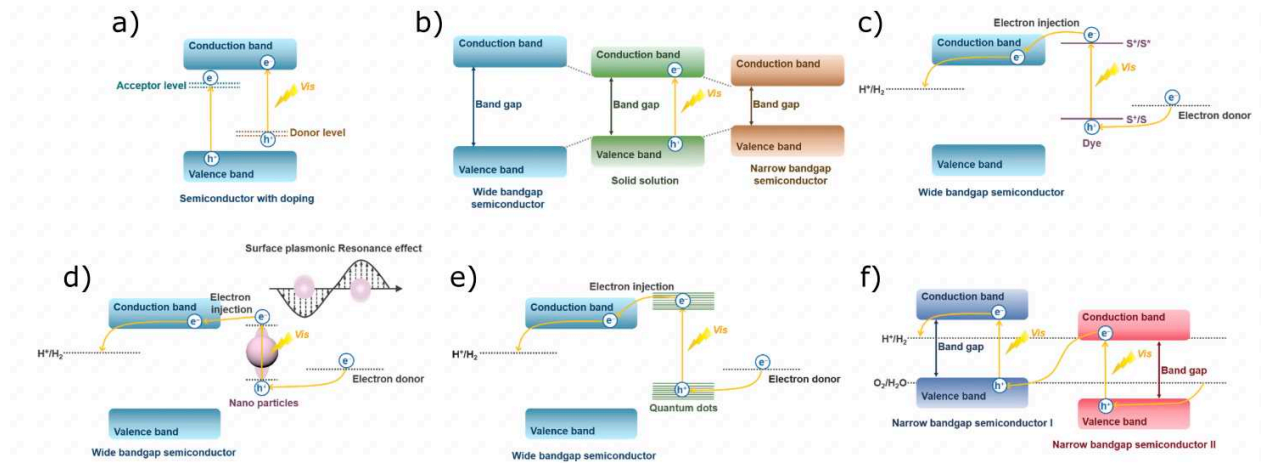 a)
Conduction band
e⁻
e⁻
Acceptor level
Vis
Donor level
h⁺
h⁺
Valence band
Semiconductor with doping
b)
Conduction band
Conduction band
e⁻
Conduction band
Band gap
Band gap
Vis
Band gap
Valence band
Valence band
h⁺
Valence band
Wide bandgap
semiconductor
Solid solution
Narrow bandgap
semiconductor
c)
Electron injection
e⁻
S⁺/S*
Conduction band
e⁻
H⁺/H₂
Vis
e⁻
Electron donor
h⁺
S⁺/S
Dye
Valence band
Wide bandgap semiconductor
d)
Surface plasmonic Resonance effect
Electron
injection
Conduction band
e⁻
e⁻
Vis
H⁺/H₂
e⁻
Electron donor
h⁺
Nano particles
Valence band
Wide bandgap semiconductor
e)
Electron injection
e⁻
Conduction band
e⁻
Vis
H⁺/H₂
e⁻
Electron donor
h⁺
Quantum dots
Valence band
Wide bandgap semiconductor
f)
Conduction band
e⁻
Conduction band
e⁻
H⁺/H₂
Vis
Band gap
Vis
Band gap
O₂/H₂O
h⁺
Valence band
h⁺
Valence band
Narrow bandgap semiconductor I
Narrow bandgap semiconductor II